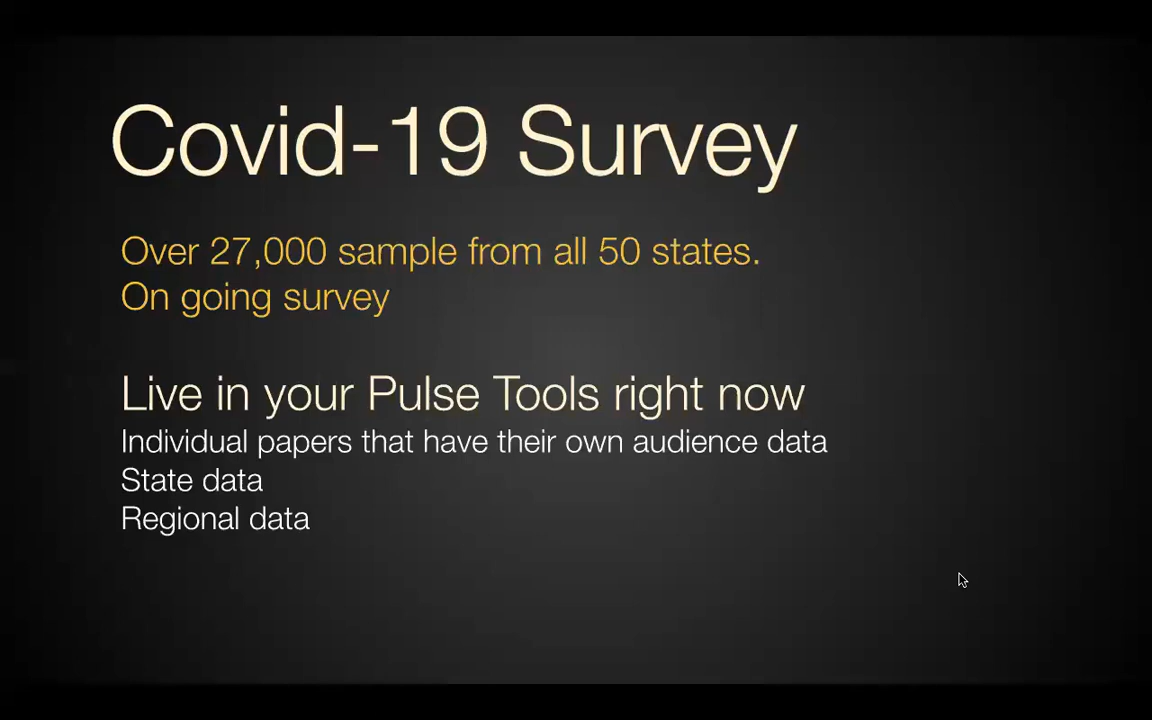 Covid-19 Survey
Over 27,000 sample from all 50 states.
On going survey
Live in your Pulse Tools right now
Individual papers that have their own audience data
State data
Regional data